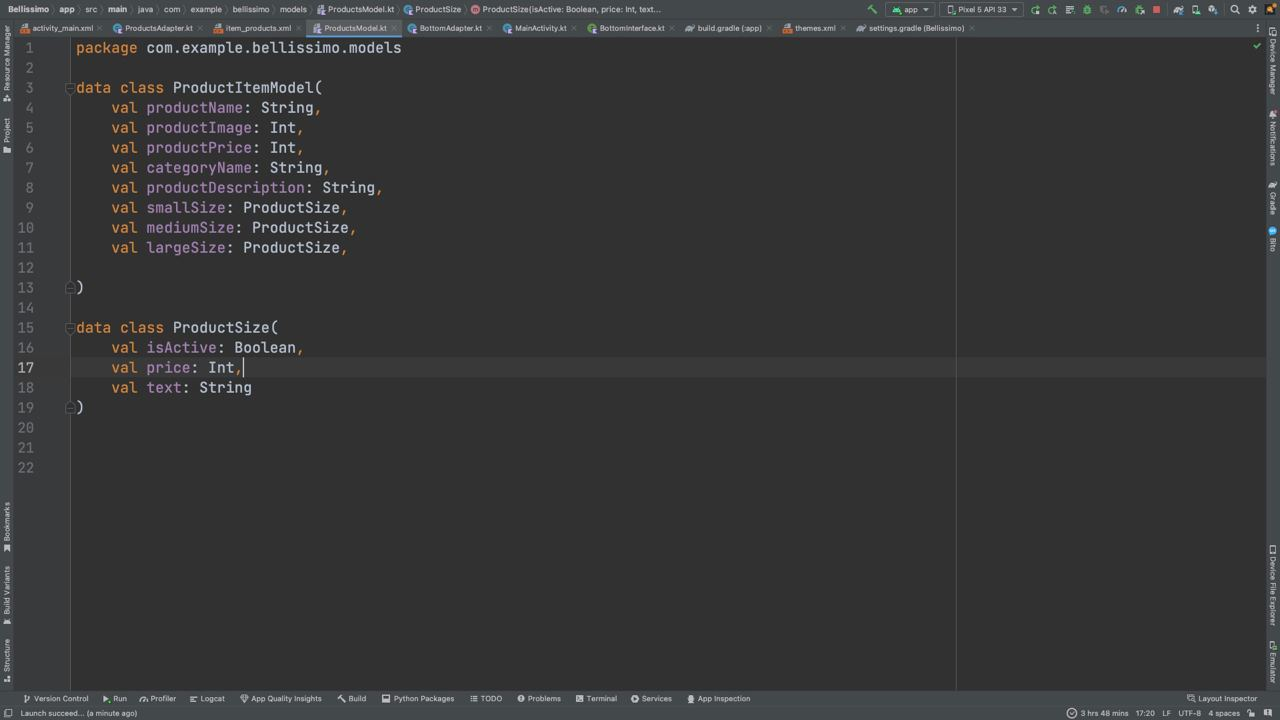 Bellissimo app src main java com example bellissimo models ProductsModel.kt ProductSize ProductSize(isActive: Boolean, price: Int, text... app Pixel 5 API 33
activity_main.xml ProductsAdapter.kt item_products.xml ProductsModel.kt BottomAdapter.kt MainActivity.kt BottomInterface.kt build.gradle (:app) themes.xml settings.gradle (Bellissimo)
Resource Manager
Project
Bookmarks
Build Variants
Structure
1 package com.example.bellissimo.models
2
3 data class ProductItemModel(
4 val productName: String,
5 val productImage: Int,
6 val productPrice: Int,
7 val categoryName: String,
8 val productDescription: String,
9 val smallSize: ProductSize,
10 val mediumSize: ProductSize,
11 val largeSize: ProductSize,
12
13 )
14
15 data class ProductSize(
16 val isActive: Boolean,
17 val price: Int,
18 val text: String
19 )
20
21
22
Device Manager
Notifications
Gradle
Bito
Device File Explorer
Emulator
Version Control Run Profiler Logcat App Quality Insights Build Python Packages TODO Problems Terminal Services App Inspection Layout Inspector
Launch succeed... (a minute ago) 3 hrs 48 mins 17:20 LF UTF-8 4 spaces